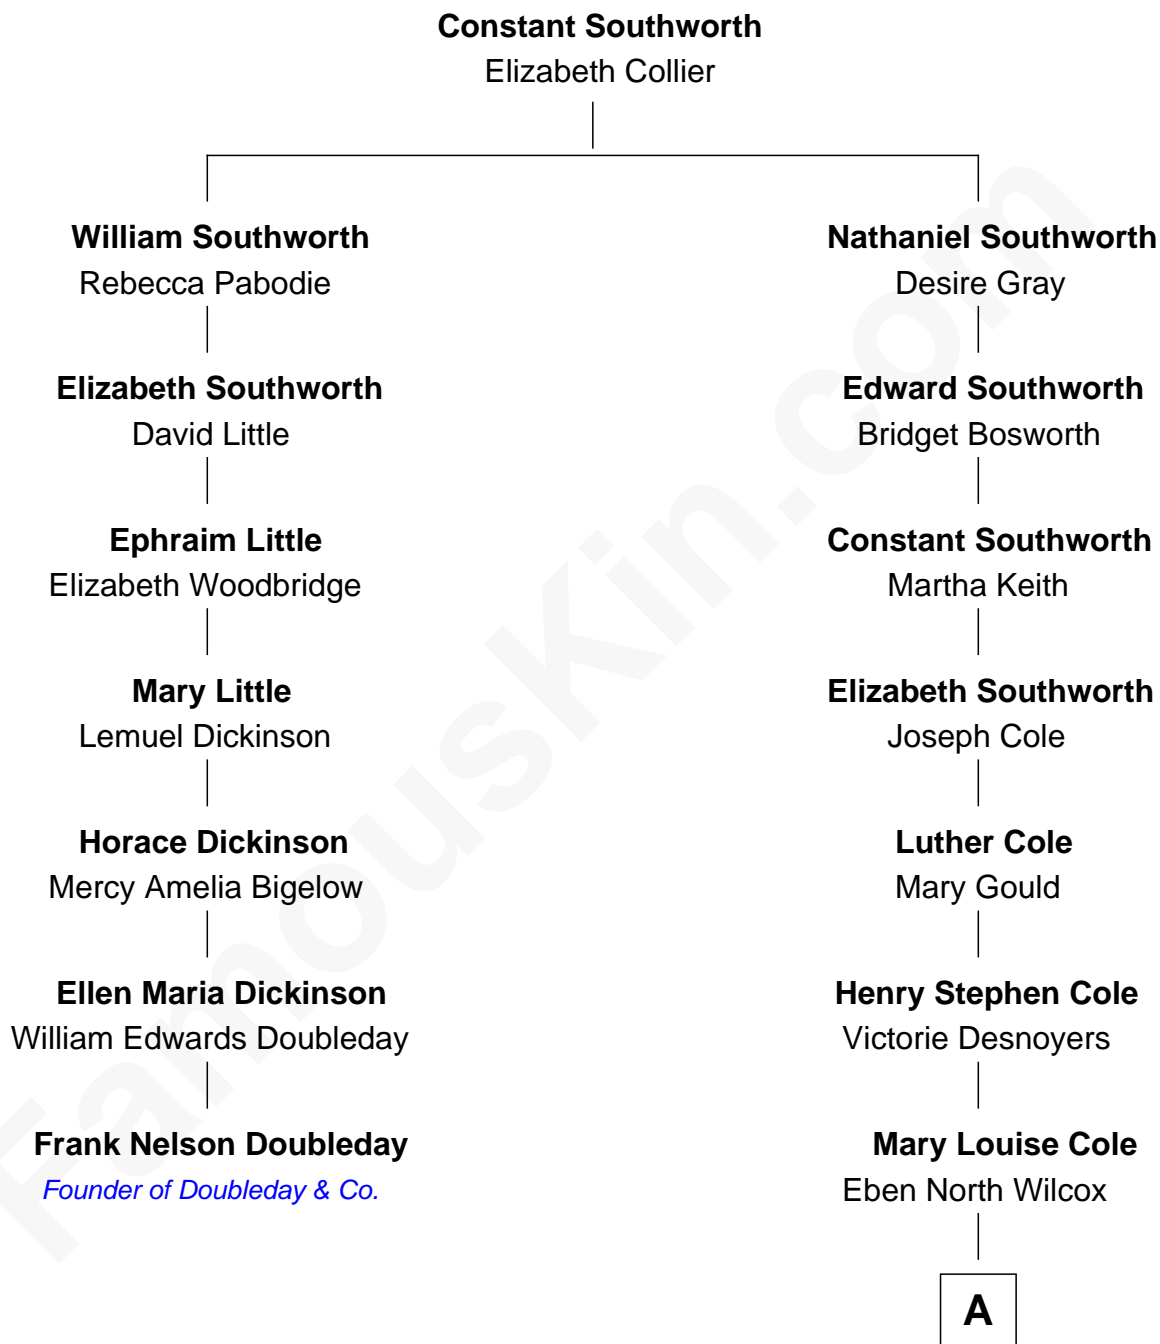 Constant Southworth
Elizabeth Collier
William Southworth
Rebecca Pabodie
Elizabeth Southworth
David Little
Ephraim Little
Elizabeth Woodbridge
Mary Little
Lemuel Dickinson
Horace Dickinson
Mercy Amelia Bigelow
Ellen Maria Dickinson
William Edwards Doubleday
Frank Nelson Doubleday
Founder of Doubleday & Co.
Nathaniel Southworth
Desire Gray
Edward Southworth
Bridget Bosworth
Constant Southworth
Martha Keith
Elizabeth Southworth
Joseph Cole
Luther Cole
Mary Gould
Henry Stephen Cole
Victorie Desnoyers
Mary Louise Cole
Eben North Wilcox
A
FamousKin.com